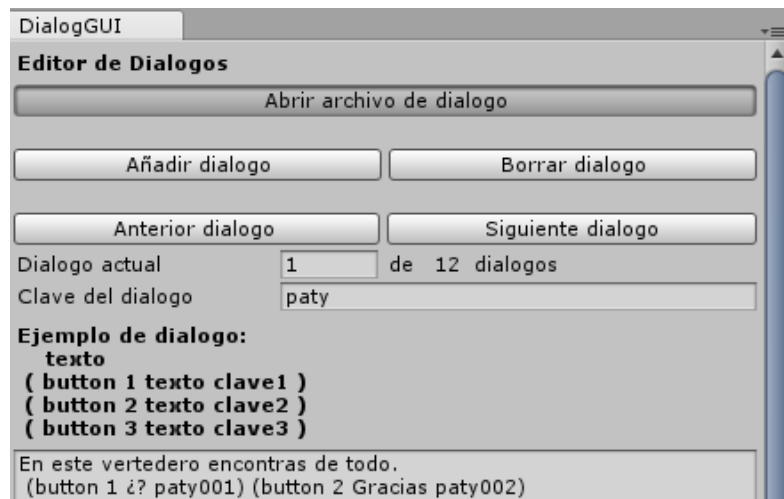 DialogGUI
Editor de Dialogos
Abrir archivo de dialogo
Añadir dialogo Borrar dialogo
Anterior dialogo Siguiente dialogo
Dialogo actual 1 de 12 dialogos
Clave del dialogo paty
Ejemplo de dialogo:
texto
( button 1 texto clave1 )
( button 2 texto clave2 )
( button 3 texto clave3 )
En este vertedero encontras de todo.
(button 1 ¿? paty001) (button 2 Gracias paty002)